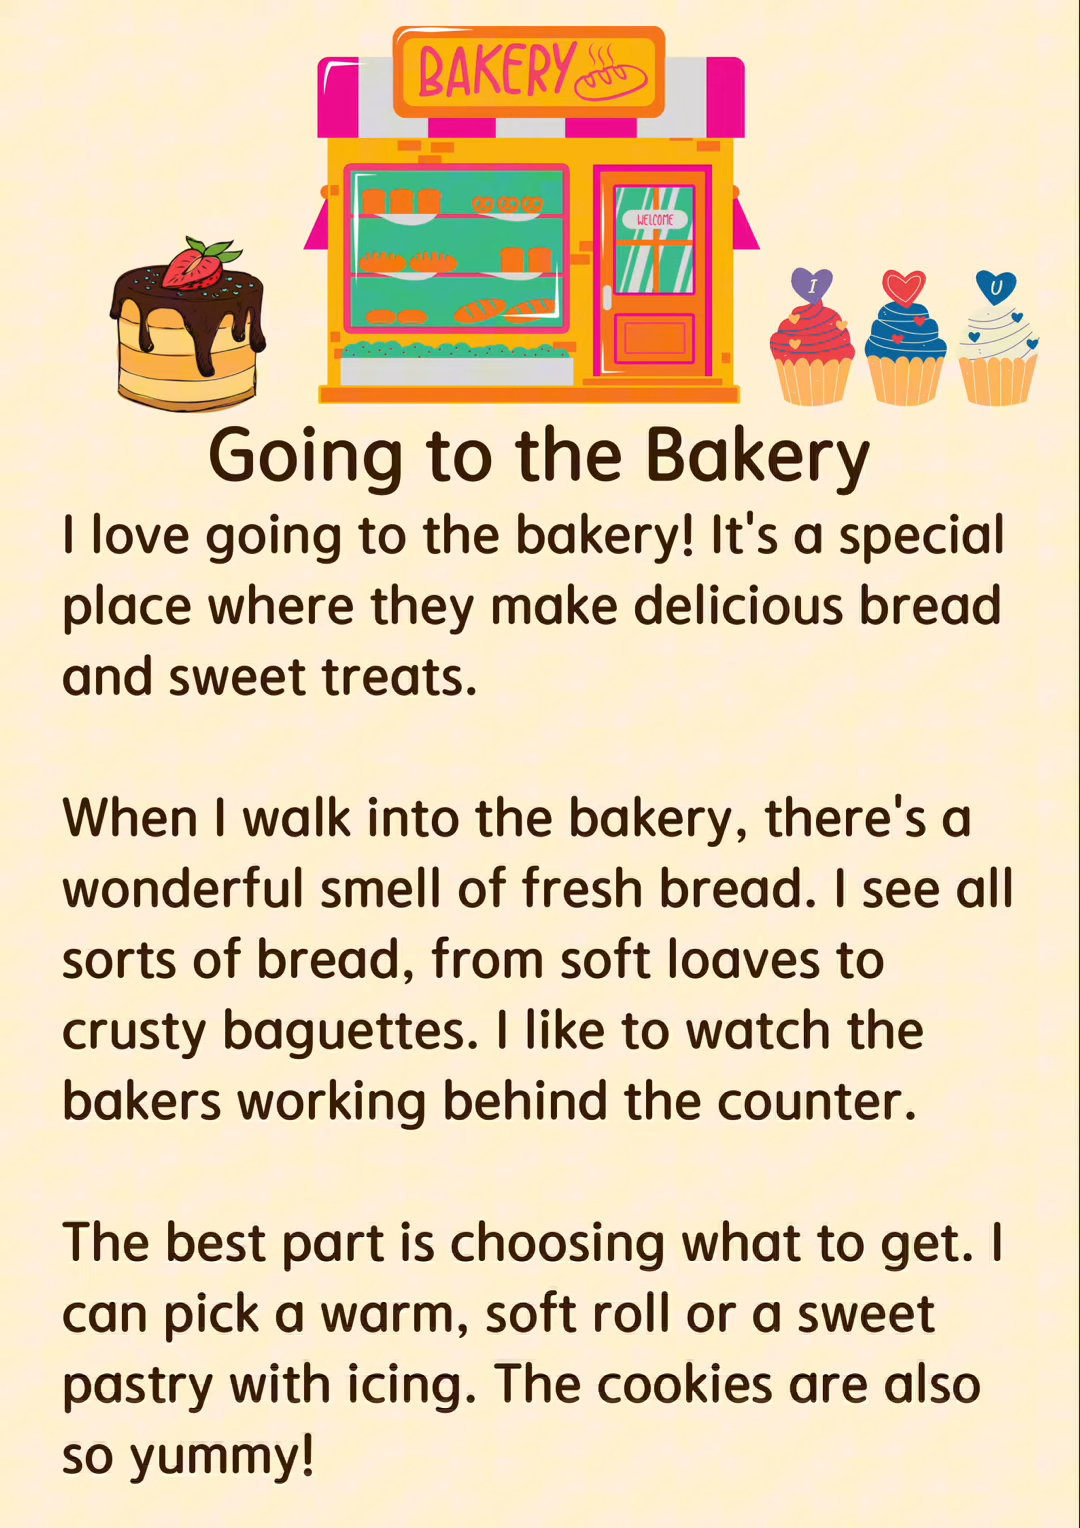 BAKERY
WELCOME
I
U
Going to the Bakery
I love going to the bakery! It's a special
place where they make delicious bread
and sweet treats.
When I walk into the bakery, there's a
wonderful smell of fresh bread. I see all
sorts of bread, from soft loaves to
crusty baguettes. I like to watch the
bakers working behind the counter.
The best part is choosing what to get. I
can pick a warm, soft roll or a sweet
pastry with icing. The cookies are also
so yummy!